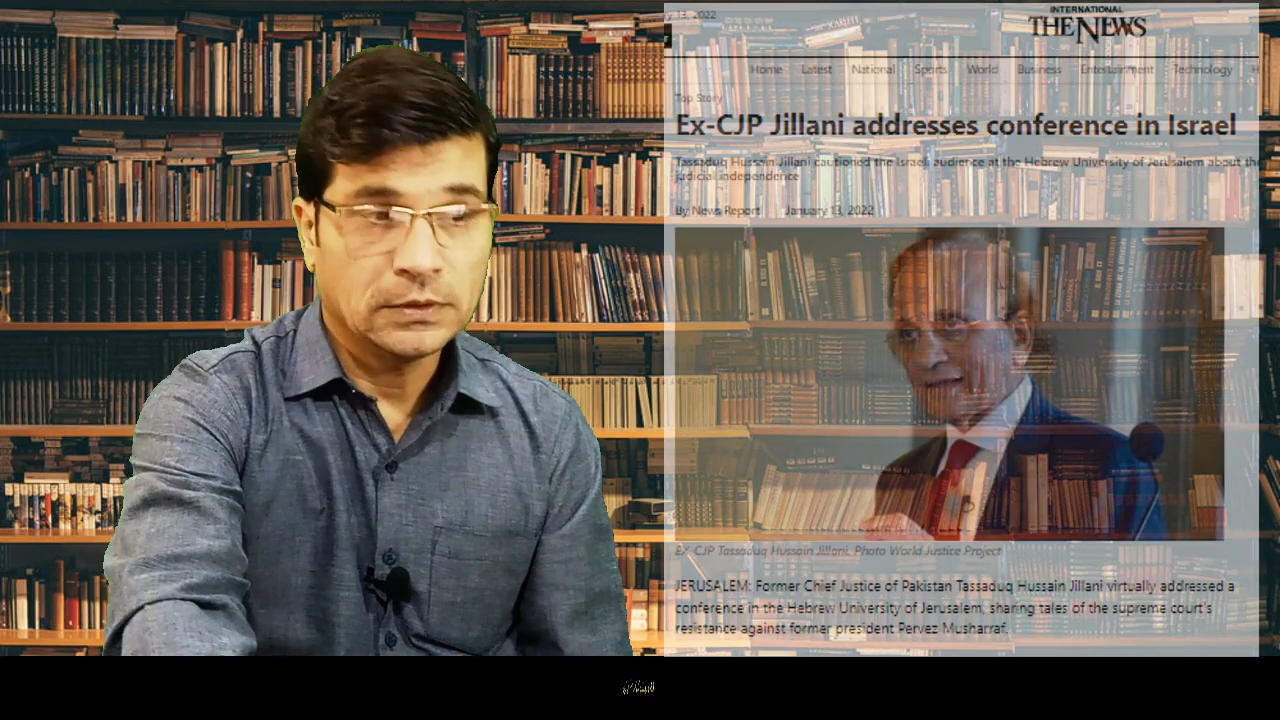 y 13, 2022
INTERNATIONAL
THE NEWS
Home Latest National Sports World Business Entertainment Technology H
Top Story
Ex-CJP Jillani addresses conference in Israel
Tassaduq Hussain Jillani cautioned the Israeli audience at the Hebrew University of Jerusalem about the
judicial independence
By News Report January 13, 2022
EX-CJP Tassaduq Hussain Jillani. Photo World Justice Project
JERUSALEM: Former Chief Justice of Pakistan Tassaduq Hussain Jillani virtually addressed a
conference in the Hebrew University of Jerusalem, sharing tales of the supreme court's
resistance against former president Pervez Musharraf.